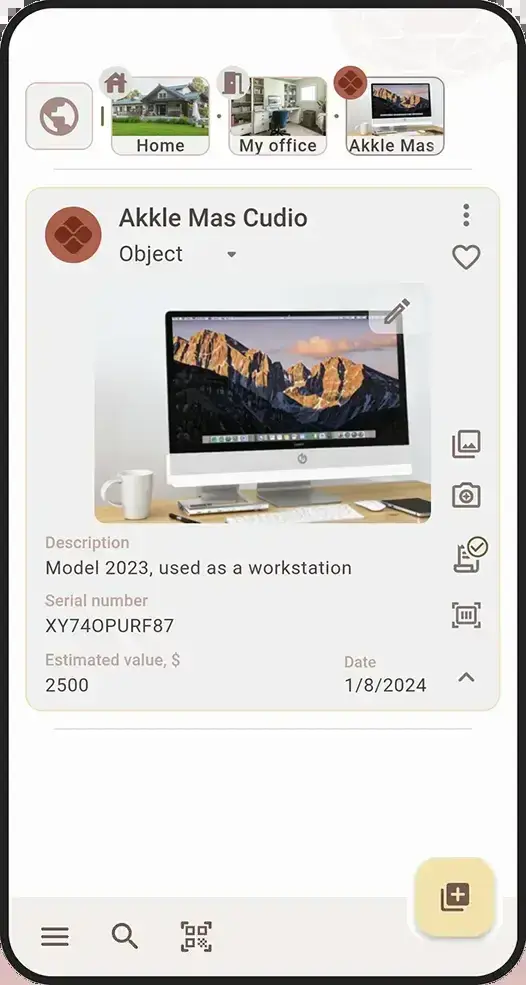 Home
My office
Akkle Mas
Akkle Mas Cudio
Object
Description
Model 2023, used as a workstation
Serial number
XY74OPURF87
Estimated value, $
2500
Date
1/8/2024